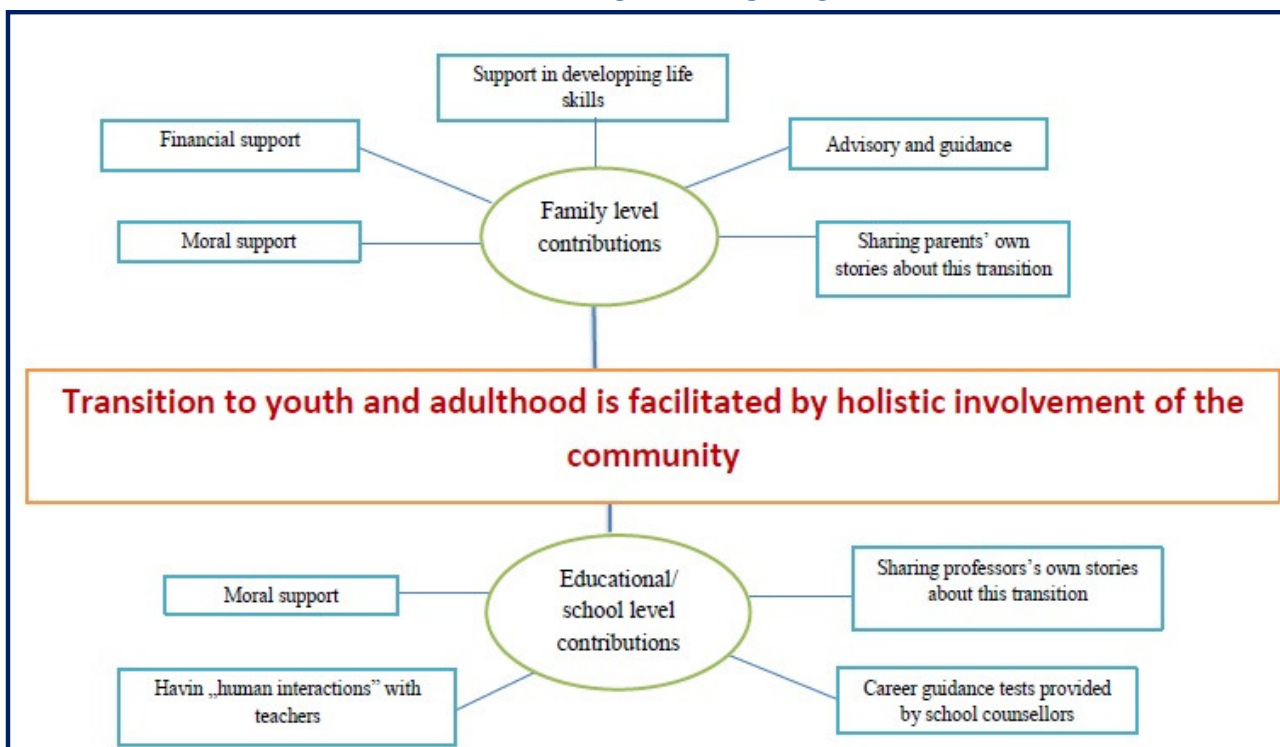 Support in developping life
skills
Financial support
Advisory and guidance
Family level
contributions
Moral support
Sharing parents’ own
stories about this transition
Transition to youth and adulthood is facilitated by holistic involvement of the
community
Educational/
school level
contributions
Moral support
Sharing professors’s own stories
about this transition
Havin „human interactions” with
teachers
Career guidance tests provided
by school counsellors